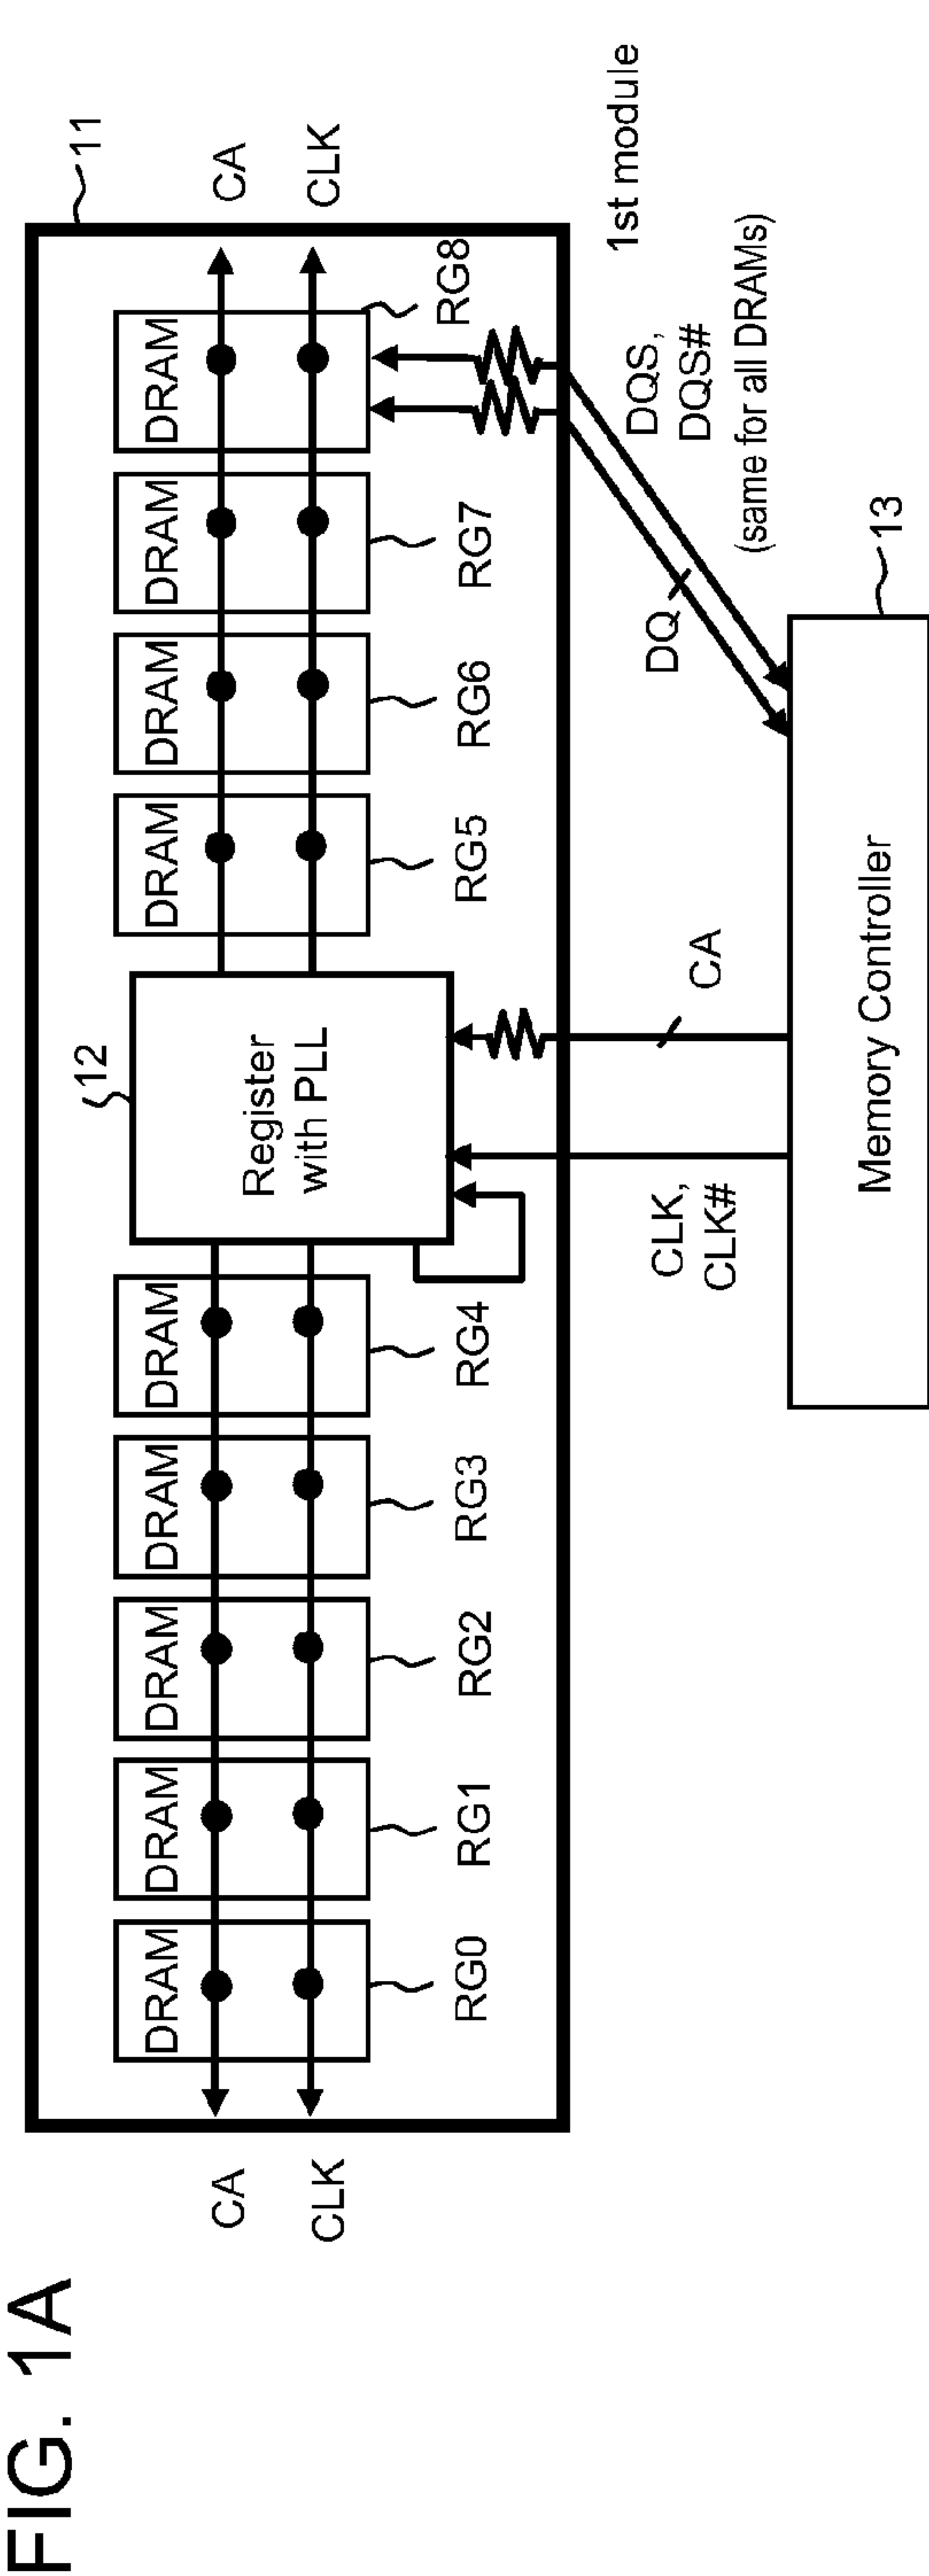 FIG. 1A
11
12
CA
CLK
DRAM
DRAM
DRAM
DRAM
DRAM
Register
with PLL
DRAM
DRAM
DRAM
DRAM
CA
CLK
RG0
RG1
RG2
RG3
RG4
RG5
RG6
RG7
RG8
1st module
CLK,
CLK#
CA
DQ
DQS,
DQS#
(same for all DRAMs)
13
Memory Controller